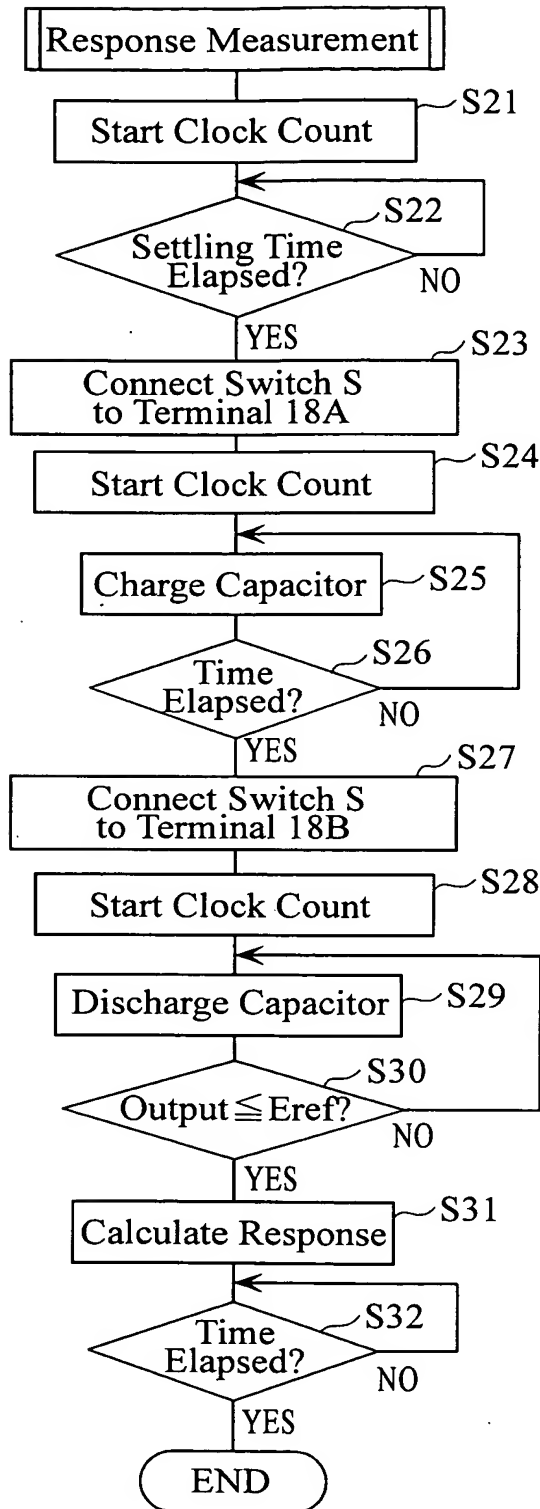 Response Measurement
S21
Start Clock Count
S22
Settling Time
Elapsed?
NO
YES
S23
Connect Switch S
to Terminal 18A
S24
Start Clock Count
Charge Capacitor
S25
S26
Time
Elapsed?
NO
YES
S27
Connect Switch S
to Terminal 18B
S28
Start Clock Count
Discharge Capacitor
S29
S30
Output≦Eref?
NO
YES
S31
Calculate Response
S32
Time
Elapsed?
NO
YES
END